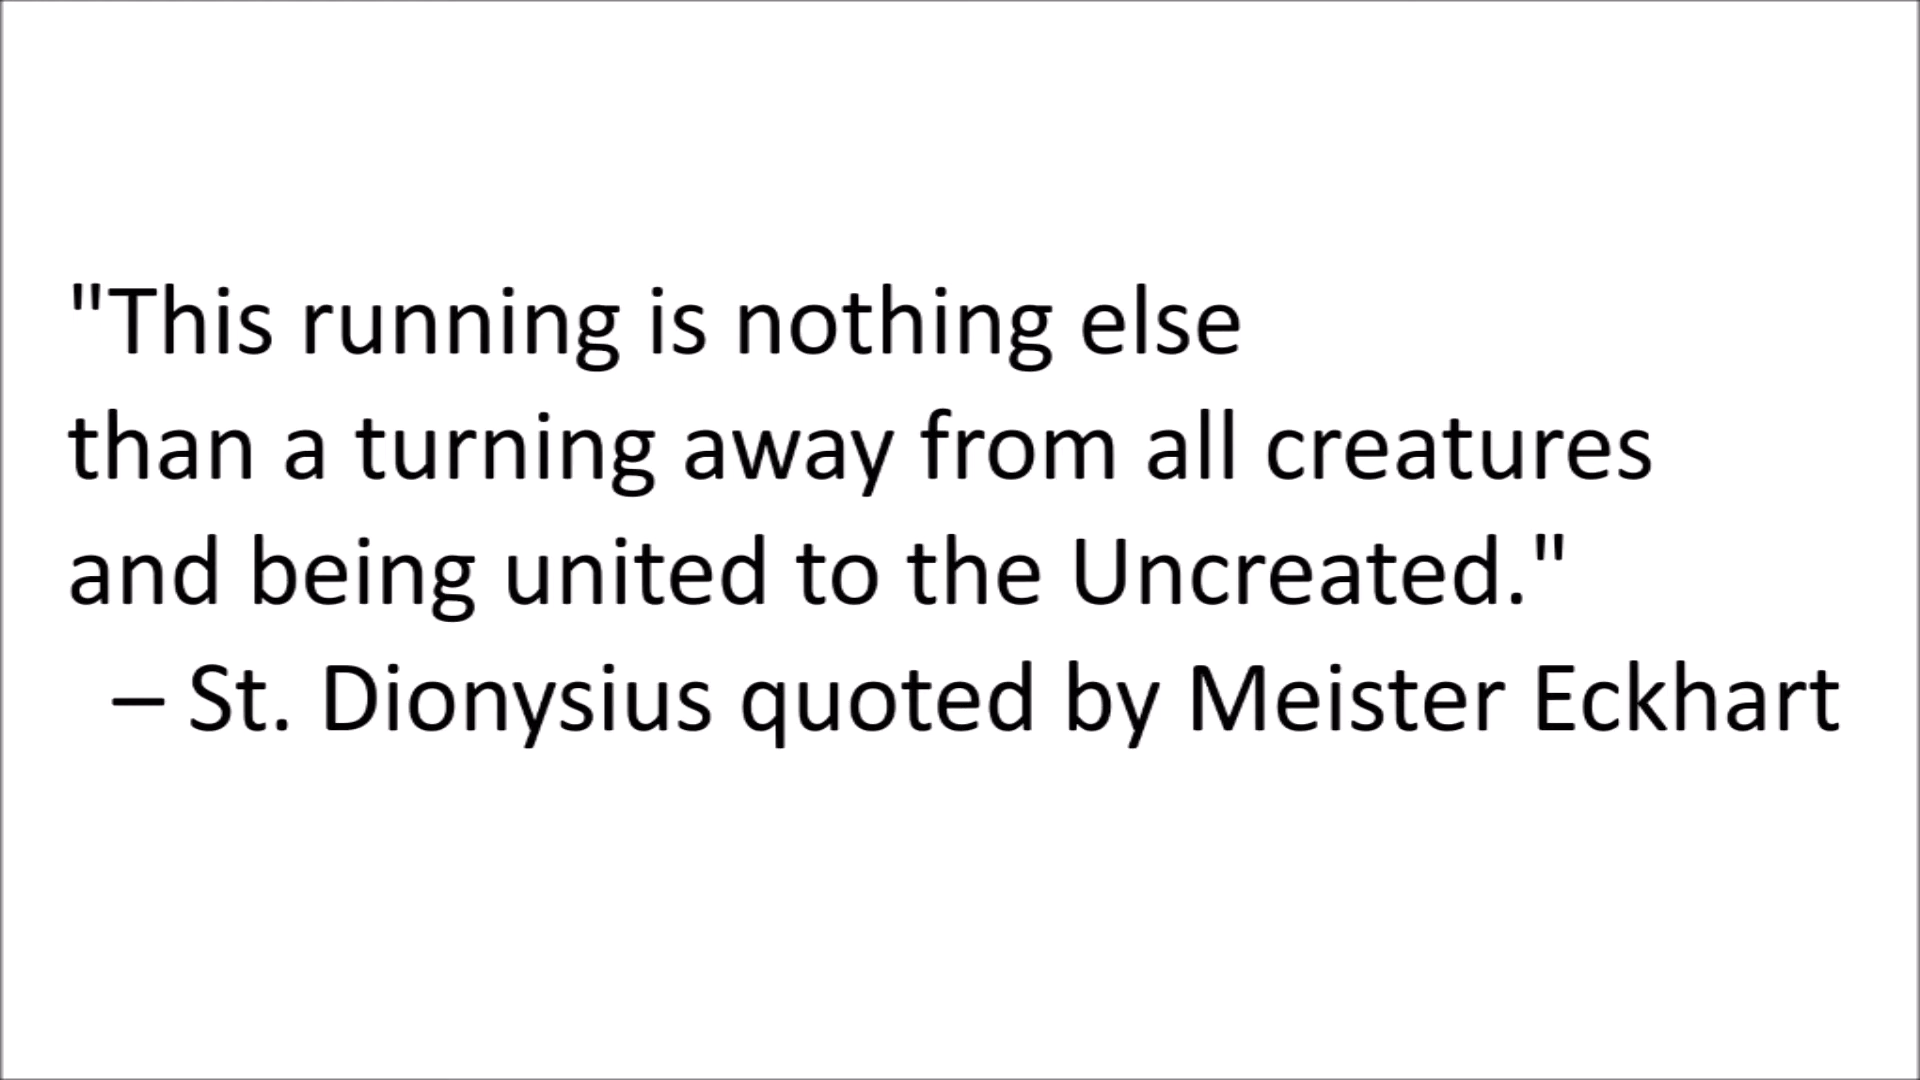 "This running is nothing else
than a turning away from all creatures
and being united to the Uncreated."
– St. Dionysius quoted by Meister Eckhart